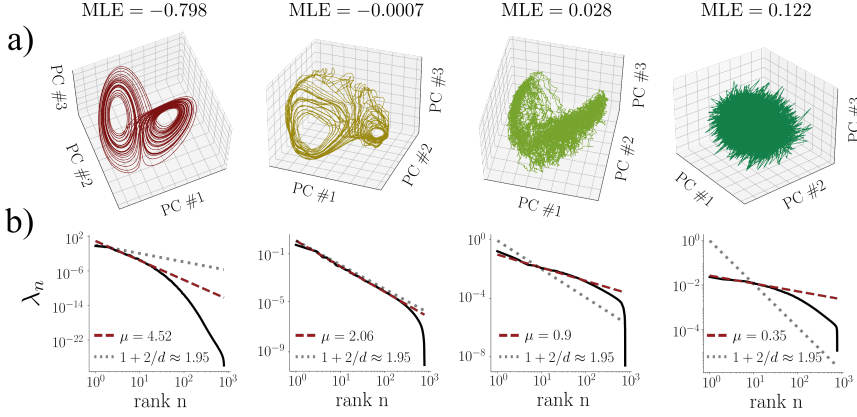 MLE = −0.798
MLE = −0.0007
MLE = 0.028
MLE = 0.122
a)
PC #3
PC #2
PC #1
PC #3
PC #2
PC #1
PC #3
PC #2
PC #1
PC #3
PC #2
PC #1
b)
λn
10^2
10^−6
10^−14
10^−22
μ = 4.52
1 + 2/d ≈ 1.95
10^0 10^1 10^2 10^3
rank n
10^−1
10^−5
10^−9
μ = 2.06
1 + 2/d ≈ 1.95
10^0 10^1 10^2 10^3
rank n
10^0
10^−4
10^−8
μ = 0.9
1 + 2/d ≈ 1.95
10^0 10^1 10^2 10^3
rank n
10^0
10^−2
10^−4
μ = 0.35
1 + 2/d ≈ 1.95
10^0 10^1 10^2 10^3
rank n